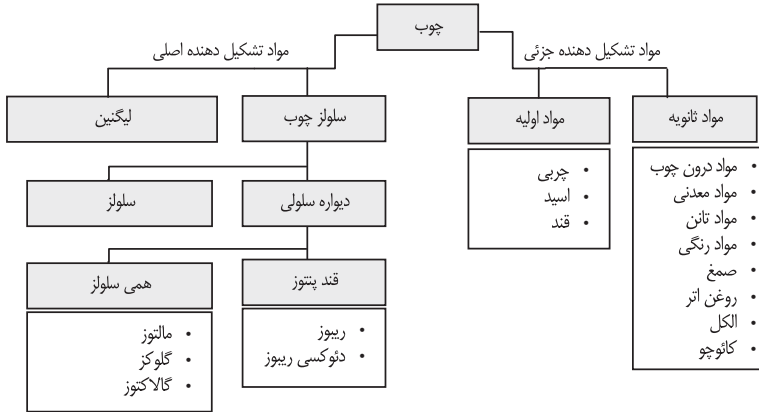 چوب
مواد تشکیل دهنده جزئی
مواد تشکیل دهنده اصلی
مواد ثانویه
مواد اولیه
سلولز چوب
لیگنین
• مواد درون چوب
• مواد معدنی
• مواد تانن
• مواد رنگی
• صمغ
• روغن اتر
• الکل
• کائوچو
• چربی
• اسید
• قند
دیواره سلولی
سلولز
قند پنتوز
همی سلولز
• ریبوز
• دئوکسی ریبوز
• مالتوز
• گلوکز
• گالاکتوز